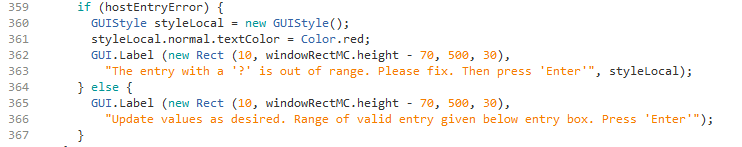 359 if (hostEntryError) {
360 GUIStyle styleLocal = new GUIStyle();
361 styleLocal.normal.textColor = Color.red;
362 GUI.Label (new Rect (10, windowRectMC.height - 70, 500, 30),
363 "The entry with a '?' is out of range. Please fix. Then press 'Enter'", styleLocal);
364 } else {
365 GUI.Label (new Rect (10, windowRectMC.height - 70, 500, 30),
366 "Update values as desired. Range of valid entry given below entry box. Press 'Enter'");
367 }